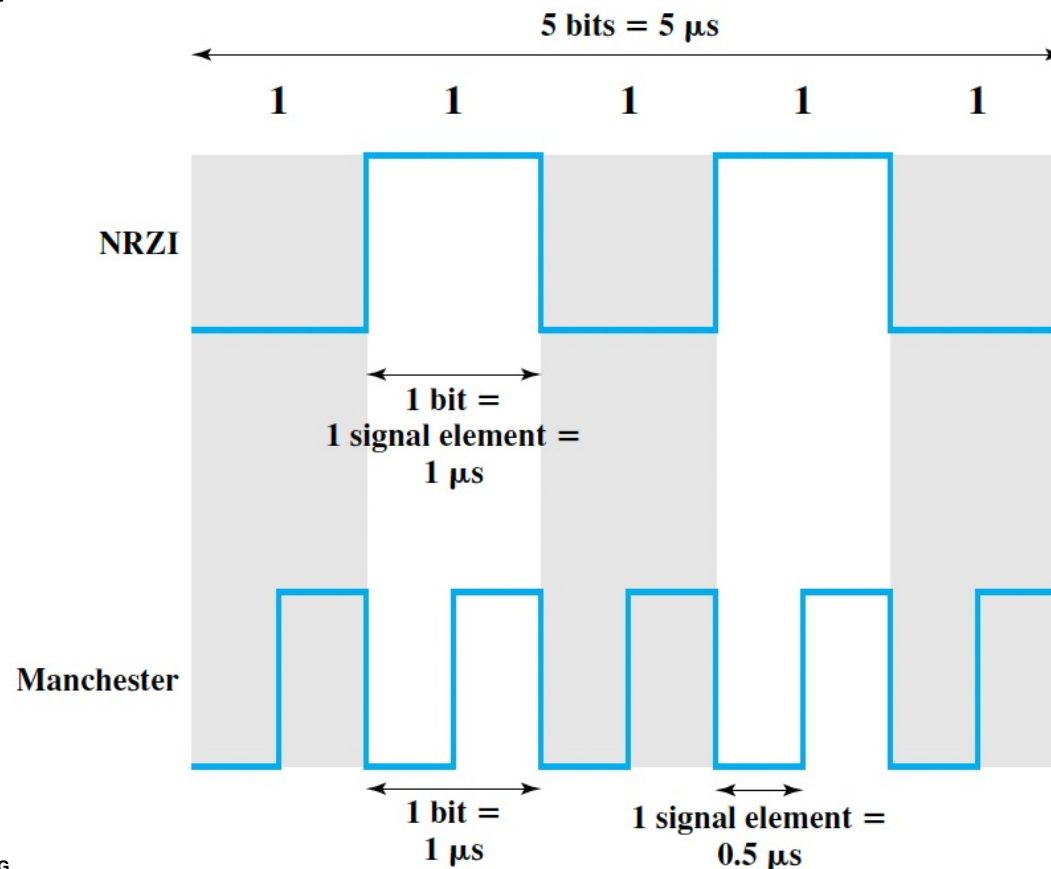 5 bits = 5 μs
1 1 1 1 1
NRZI
1 bit =
1 signal element =
1 μs
Manchester
1 bit =
1 μs
1 signal element =
0.5 μs
G